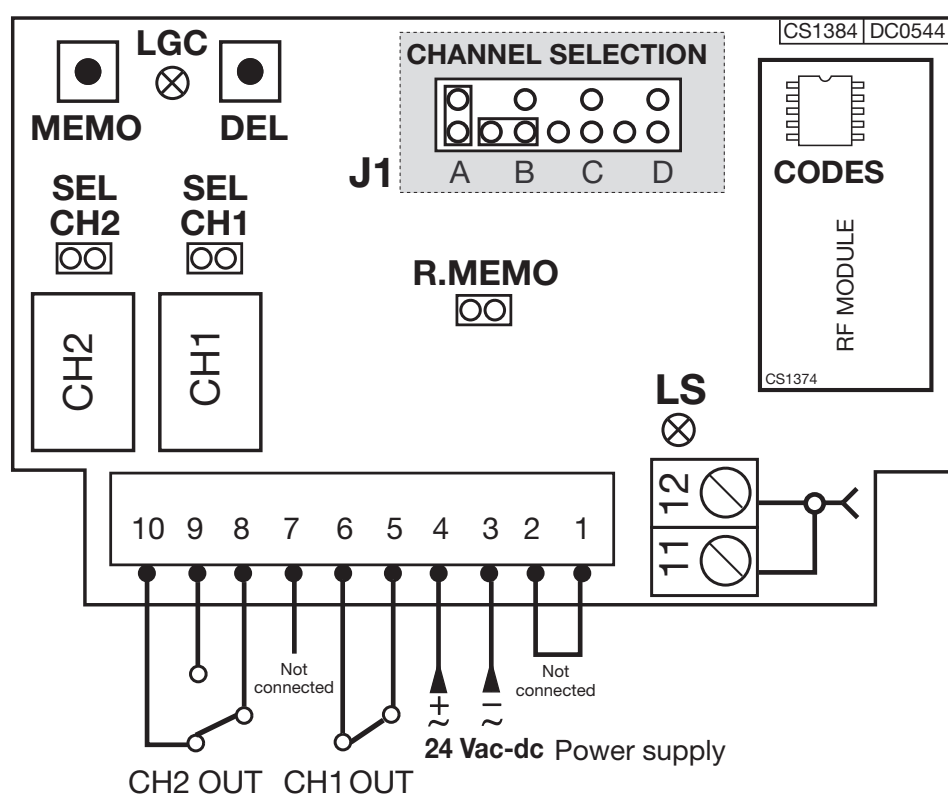 CS1384 DC0544
LGC
MEMO
DEL
CHANNEL SELECTION
J1
A B C D
CODES
RF MODULE
CS1374
SEL
CH2
SEL
CH1
CH2
CH1
R.MEMO
LS
12
11
10 9 8 7 6 5 4 3 2 1
Not
connected
Not
connected
+
~
−
~
24 Vac-dc Power supply
CH2 OUT
CH1 OUT